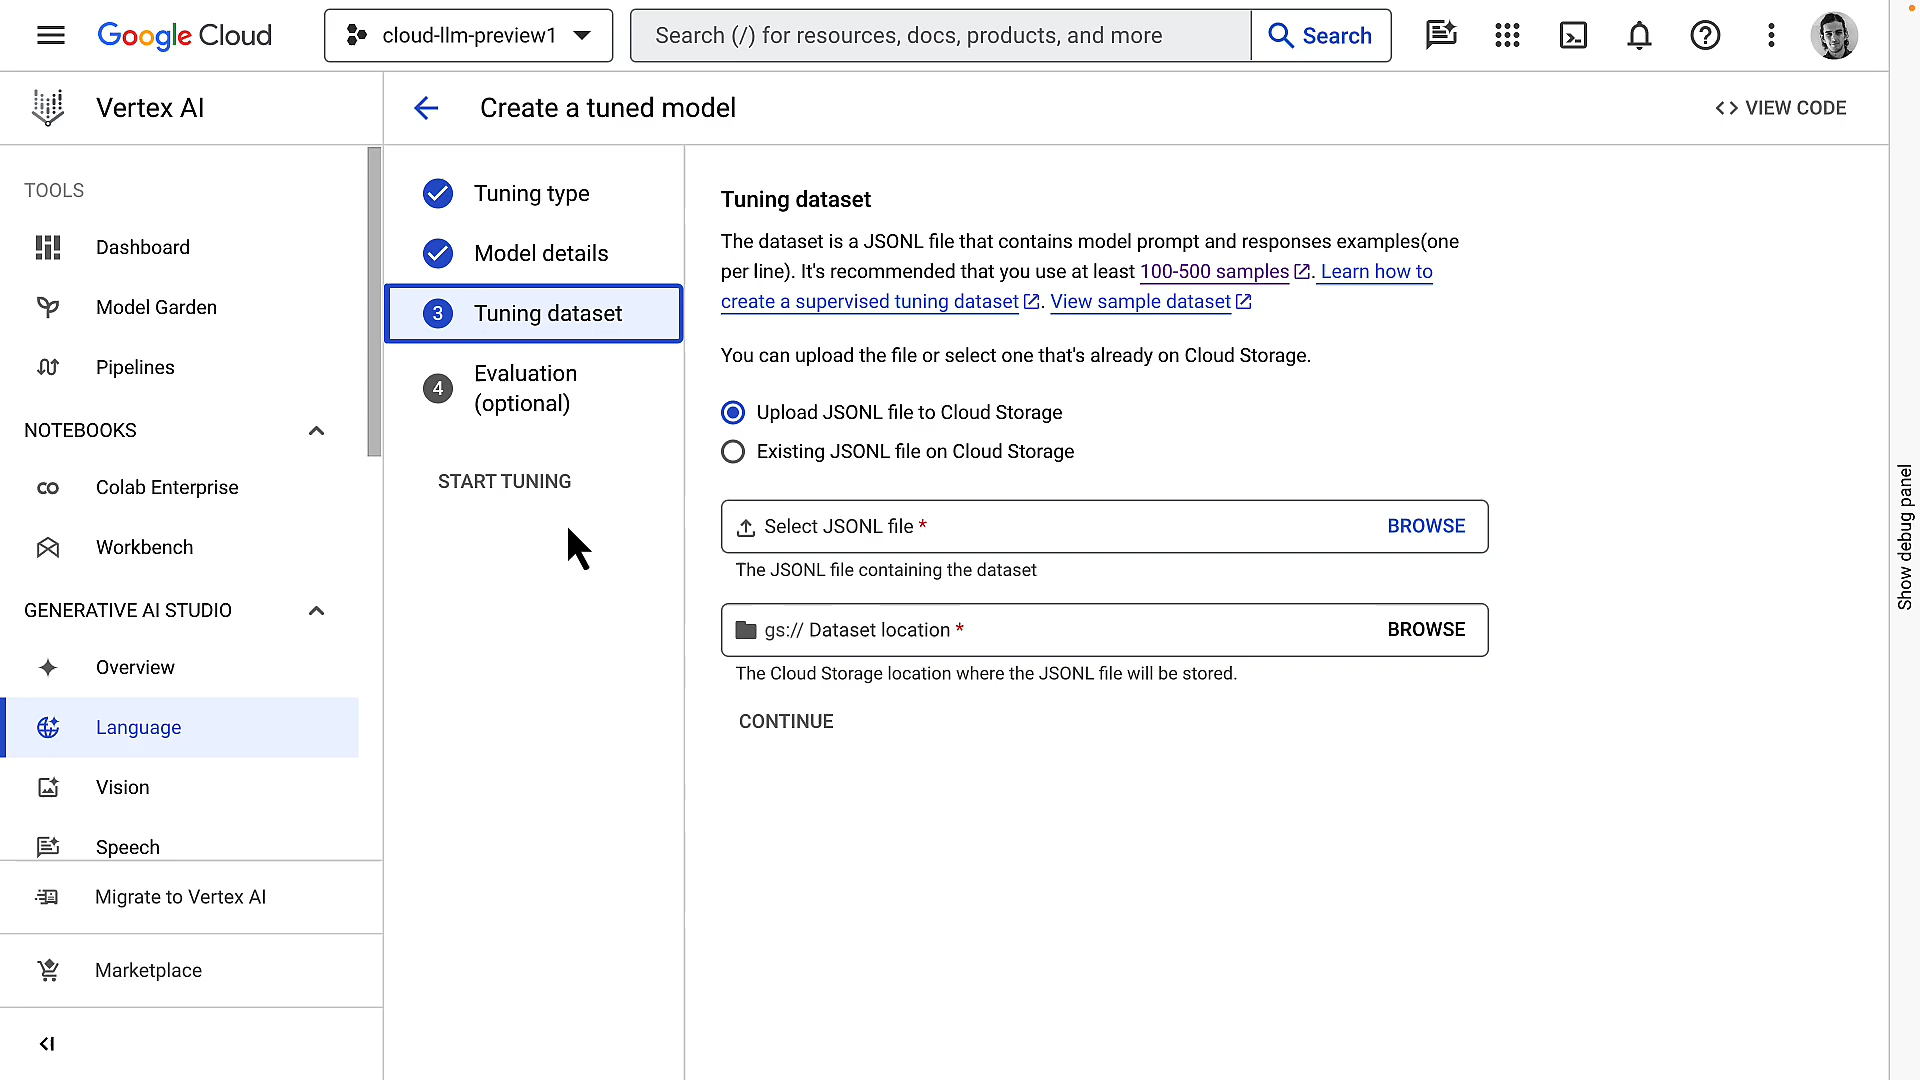 Google Cloud
cloud-llm-preview1
Search (/) for resources, docs, products, and more
Search
Vertex AI
Create a tuned model
<> VIEW CODE
TOOLS
Dashboard
Model Garden
Pipelines
NOTEBOOKS
Colab Enterprise
Workbench
GENERATIVE AI STUDIO
Overview
Language
Vision
Speech
Migrate to Vertex AI
Marketplace
Tuning type
Model details
3 Tuning dataset
4 Evaluation
(optional)
START TUNING
Tuning dataset
The dataset is a JSONL file that contains model prompt and responses examples(one
per line). It's recommended that you use at least 100-500 samples. Learn how to
create a supervised tuning dataset. View sample dataset
You can upload the file or select one that's already on Cloud Storage.
Upload JSONL file to Cloud Storage
Existing JSONL file on Cloud Storage
Select JSONL file * BROWSE
The JSONL file containing the dataset
gs:// Dataset location * BROWSE
The Cloud Storage location where the JSONL file will be stored.
CONTINUE
Show debug panel